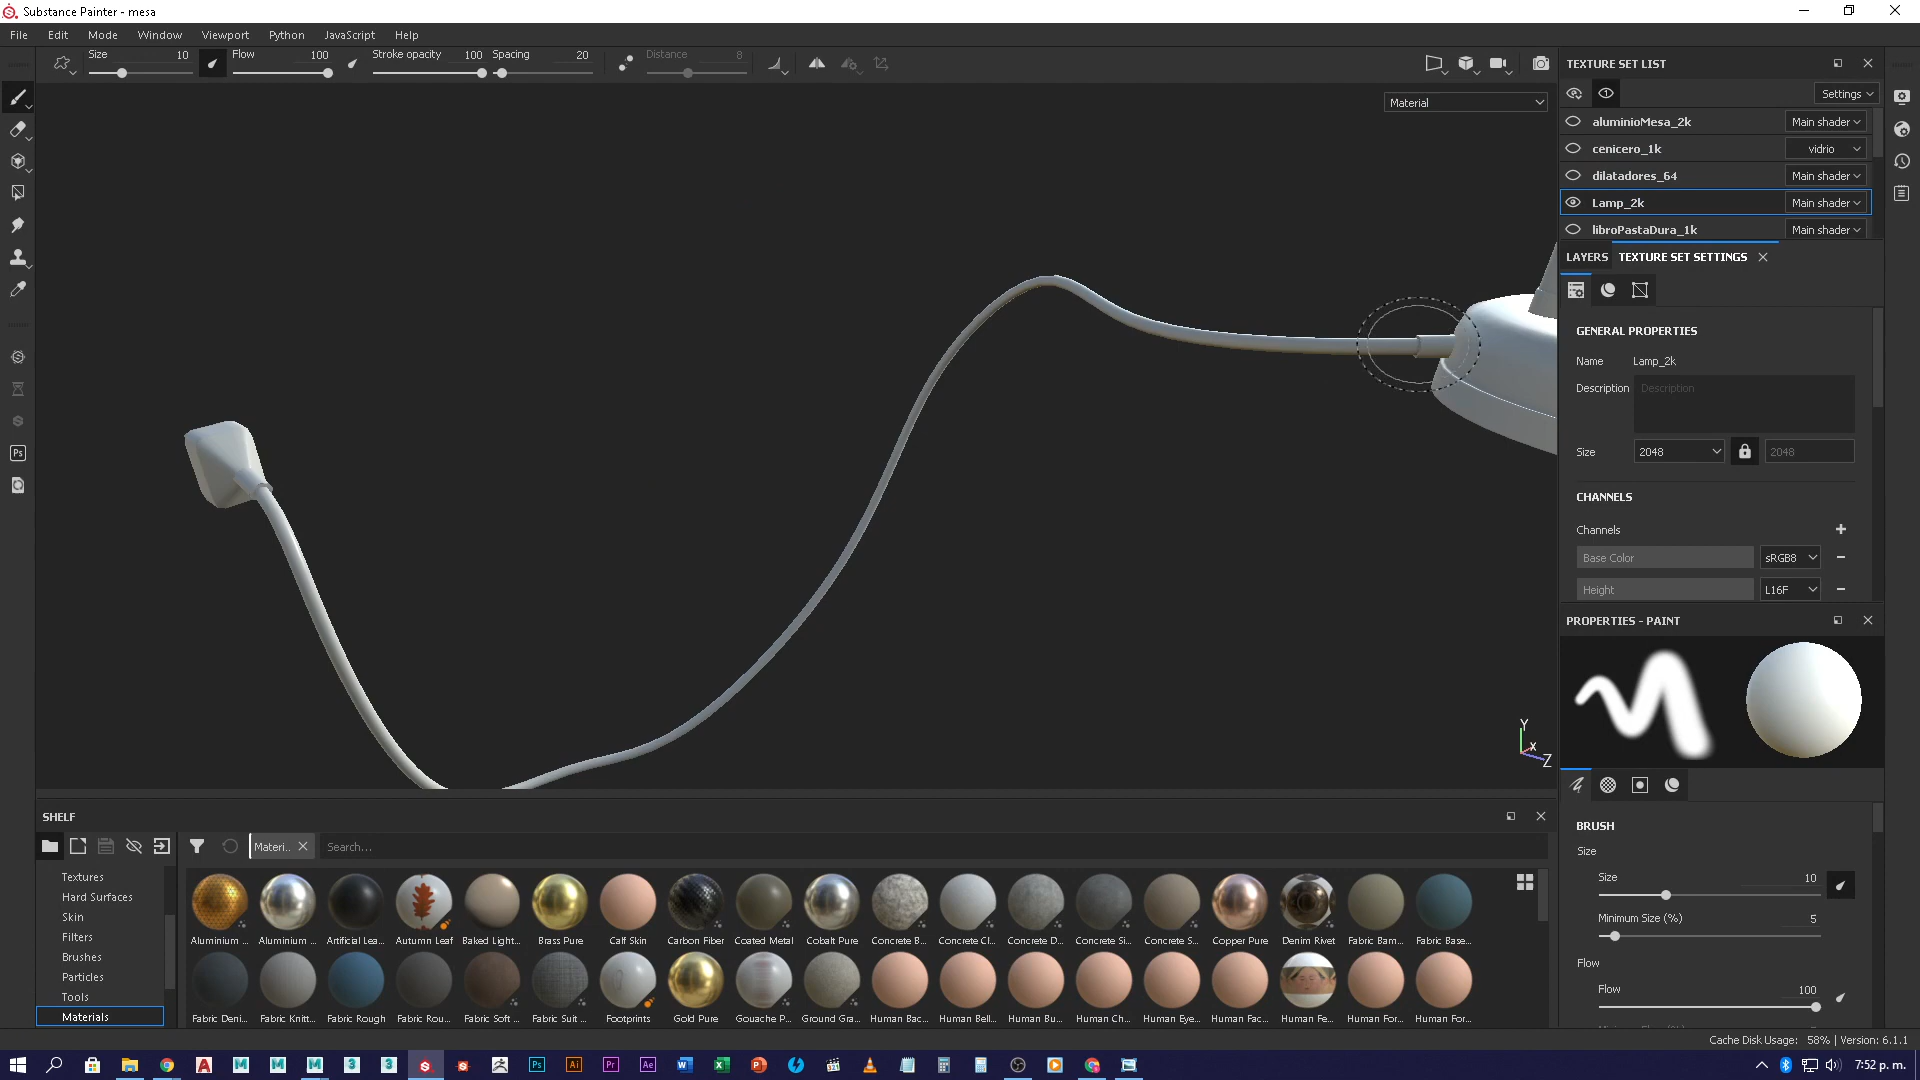 Substance Painter - mesa
File Edit Mode Window Viewport Python JavaScript Help
Size 10 Flow 100 Stroke opacity 100 Spacing 20 Distance 8
Material
TEXTURE SET LIST
Settings
aluminioMesa_2k Main shader
cenicero_1k vidrio
dilatadores_64 Main shader
Lamp_2k Main shader
libroPastaDura_1k Main shader
LAYERS TEXTURE SET SETTINGS
GENERAL PROPERTIES
Name Lamp_2k
Description Description
Size 2048 2048
CHANNELS
Channels
Base Color sRGB8
Height L16F
PROPERTIES - PAINT
BRUSH
Size
Size 10
Minimum Size (%) 5
Flow
Flow 100
Y
X
Z
SHELF
Materi.. Search...
Textures
Hard Surfaces
Skin
Filters
Brushes
Particles
Tools
Materials
Aluminium ... Aluminium ... Artificial Lea... Autumn Leaf Baked Light... Brass Pure Calf Skin Carbon Fiber Coated Metal Cobalt Pure Concrete B... Concrete Cl... Concrete D... Concrete Si... Concrete S... Copper Pure Denim Rivet Fabric Bam... Fabric Base...
Fabric Deni... Fabric Knitt... Fabric Rough Fabric Rou... Fabric Soft ... Fabric Suit ... Footprints Gold Pure Gouache P... Ground Gra... Human Bac... Human Bell... Human Bu... Human Ch... Human Eye... Human Fac... Human Fe... Human For... Human For...
Cache Disk Usage: 58% | Version: 6.1.1
7:52 p. m.